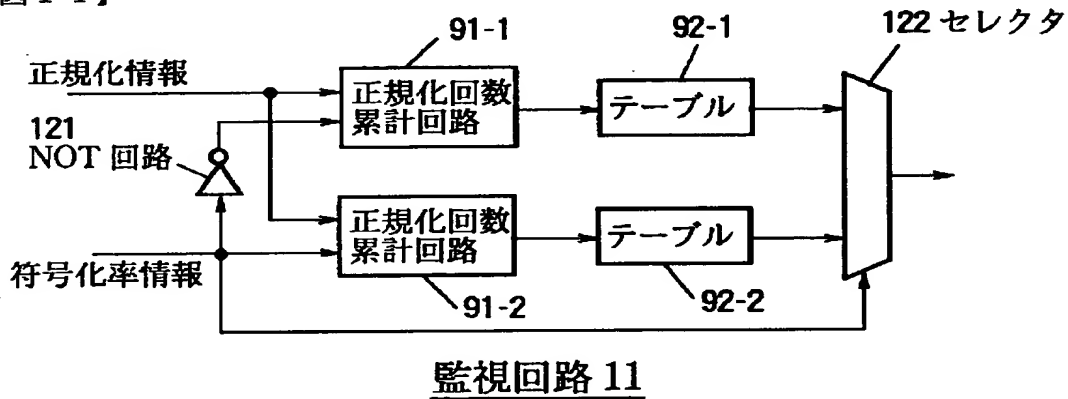 91-1
92-1
122 セレクタ
正規化情報
正規化回数
累計回路
テーブル
121
NOT 回路
正規化回数
累計回路
テーブル
符号化率情報
91-2
92-2
監視回路 11